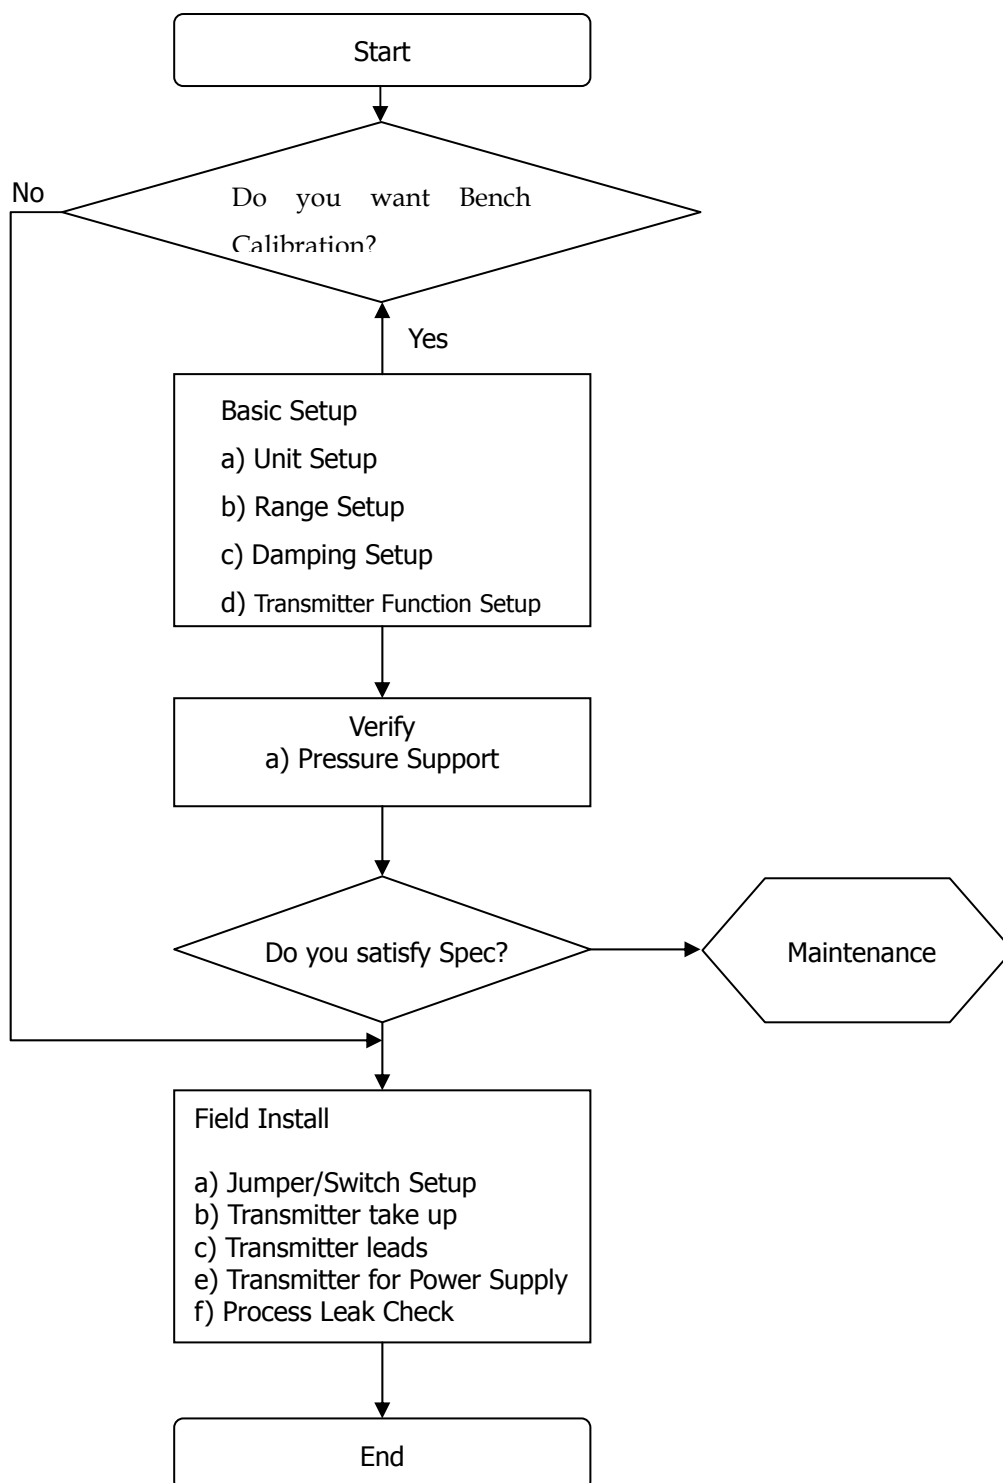 Start
No
Do you want Bench
Calibration?
Yes
Basic Setup
a) Unit Setup
b) Range Setup
c) Damping Setup
d) Transmitter Function Setup
Verify
a) Pressure Support
Do you satisfy Spec?
Maintenance
Field Install
a) Jumper/Switch Setup
b) Transmitter take up
c) Transmitter leads
e) Transmitter for Power Supply
f) Process Leak Check
End